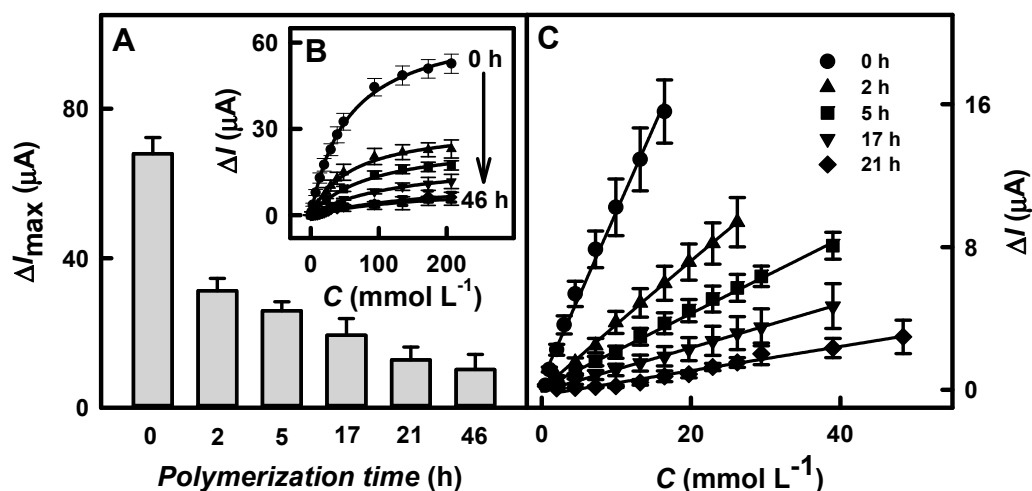 A
ΔImax (μA)
80
40
0
0 2 5 17 21 46
Polymerization time (h)
B
ΔI (μA)
60
30
0
0 h
46 h
0 100 200
C (mmol L-1)
C
0 h
2 h
5 h
17 h
21 h
16
8
0
ΔI (μA)
0 20 40
C (mmol L-1)